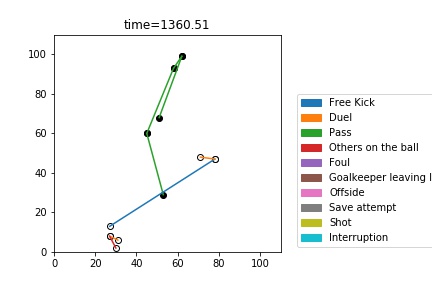 time=1360.51
100
80
60
40
20
0
0 20 40 60 80 100
Free Kick
Duel
Pass
Others on the ball
Foul
Goalkeeper leaving l
Offside
Save attempt
Shot
Interruption